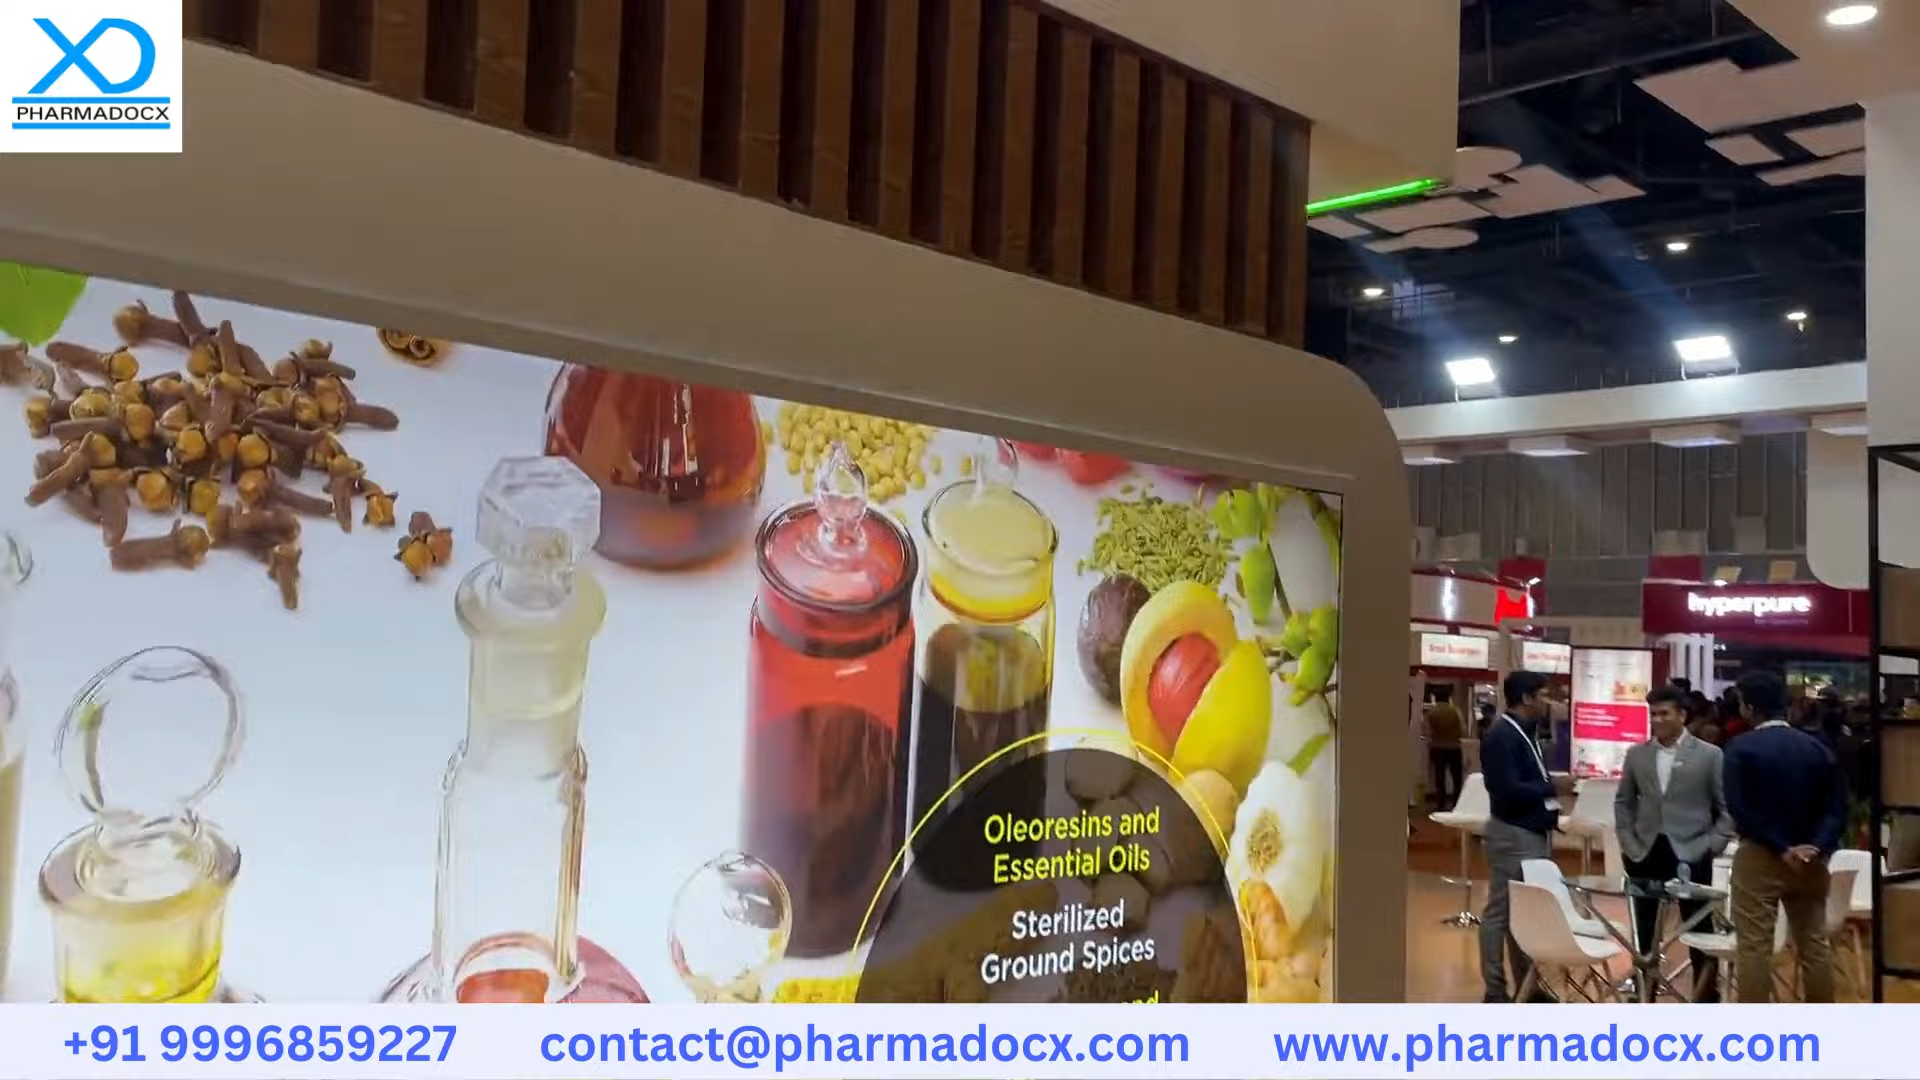 PHARMADOCX
hyperpure
Oleoresins and
Essential Oils
Sterilized
Ground Spices
+91 9996859227
contact@pharmadocx.com
www.pharmadocx.com